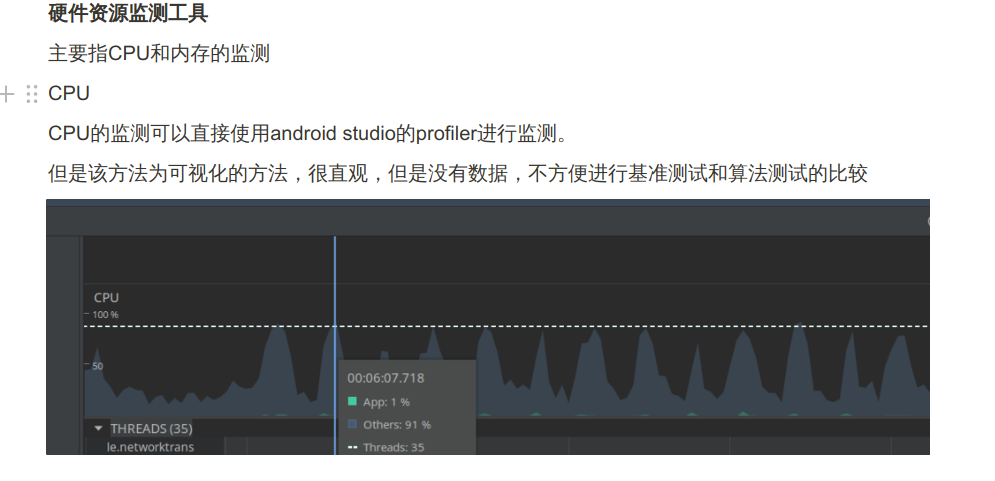 硬件资源监测工具
主要指CPU和内存的监测
CPU
CPU的监测可以直接使用android studio的profiler进行监测。
但是该方法为可视化的方法，很直观，但是没有数据，不方便进行基准测试和算法测试的比较
CPU
100 %
50
00:06:07.718
App: 1 %
Others: 91 %
Threads: 35
THREADS (35)
le.networktrans